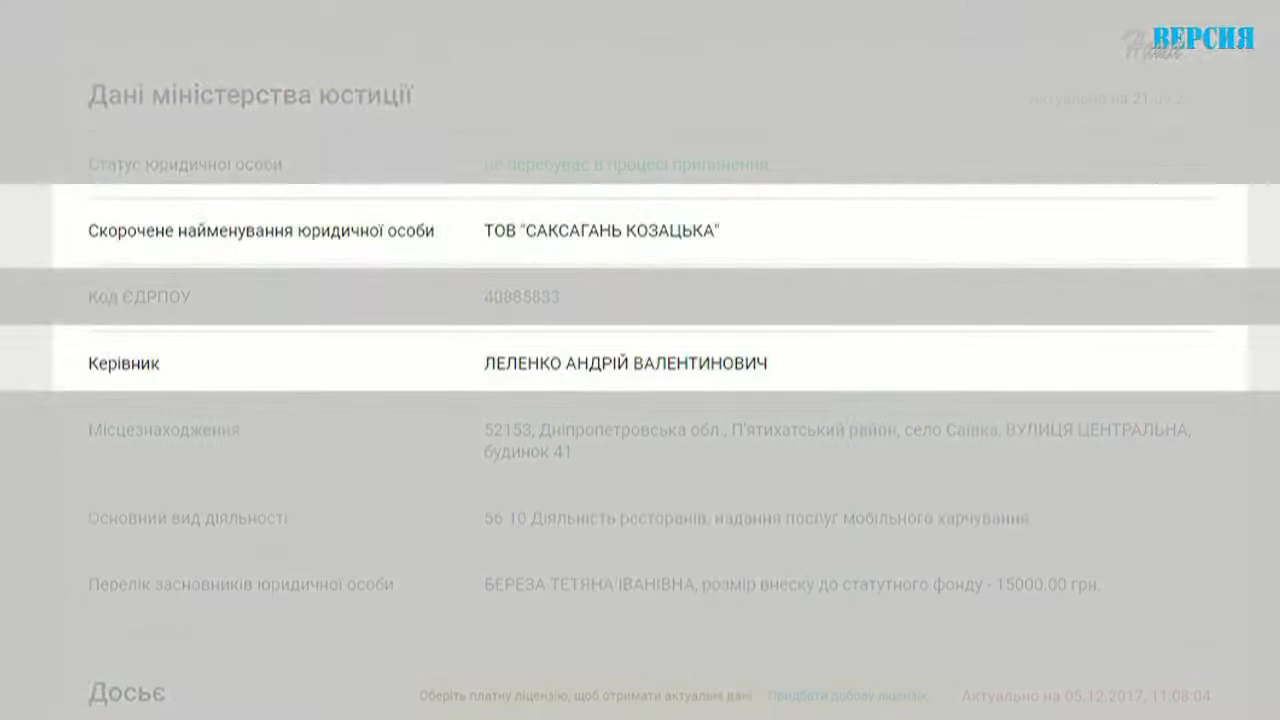 Наша ВЕРСИЯ
Дані міністерства юстиції
Актуально на 21.09.2
Статус юридичної особи
не перебуває в процесі припинення
Скорочене найменування юридичної особи
ТОВ "САКСАГАНЬ КОЗАЦЬКА"
Код ЄДРПОУ
40885833
Керівник
ЛЕЛЕНКО АНДРІЙ ВАЛЕНТИНОВИЧ
Місцезнаходження
52153, Дніпропетровська обл., П'ятихатський район, село Саївка, ВУЛИЦЯ ЦЕНТРАЛЬНА,
будинок 41
Основний вид діяльності
56.10 Діяльність ресторанів, надання послуг мобільного харчування
Перелік засновників юридичної особи
БЕРЕЗА ТЕТЯНА ІВАНІВНА, розмір внеску до статутного фонду - 15000.00 грн.
Досьє
Оберіть платну ліцензію, щоб отримати актуальні дані
Придбати добову ліцензію
Актуально на 05.12.2017, 11:08:04